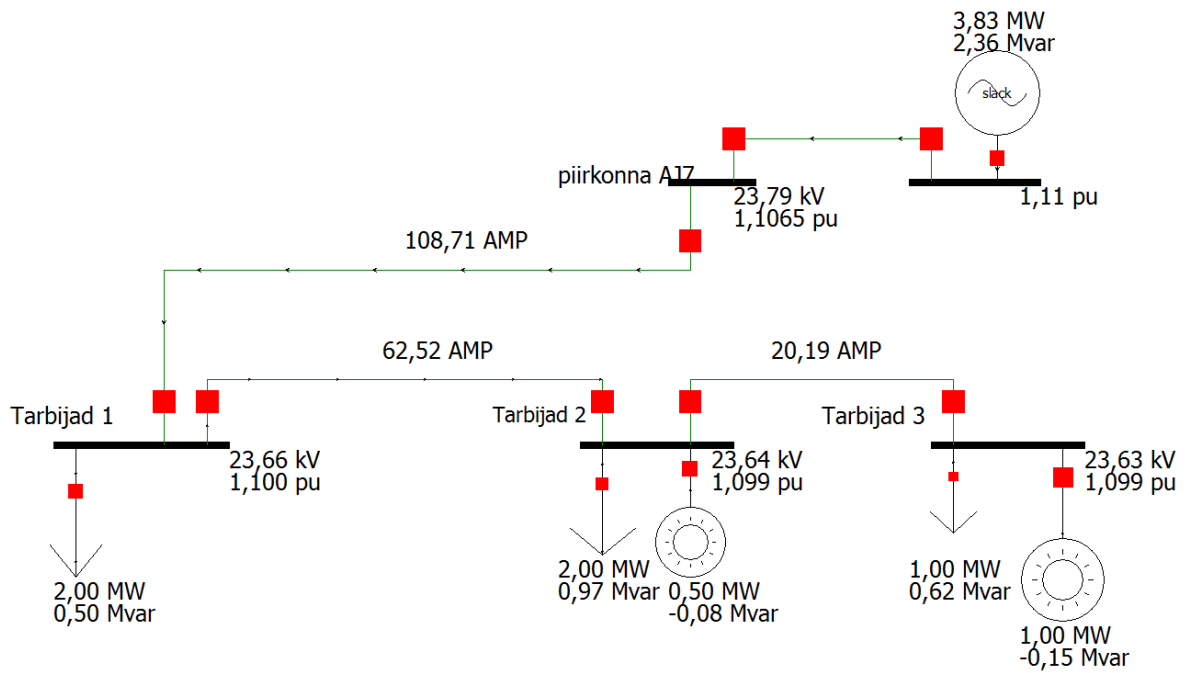 3,83 MW
2,36 Mvar
slack
piirkonna AJ7
23,79 kV
1,1065 pu
1,11 pu
108,71 AMP
62,52 AMP
20,19 AMP
Tarbijad 1
Tarbijad 2
Tarbijad 3
23,66 kV
1,100 pu
23,64 kV
1,099 pu
23,63 kV
1,099 pu
2,00 MW
0,50 Mvar
2,00 MW
0,97 Mvar
0,50 MW
-0,08 Mvar
1,00 MW
0,62 Mvar
1,00 MW
-0,15 Mvar